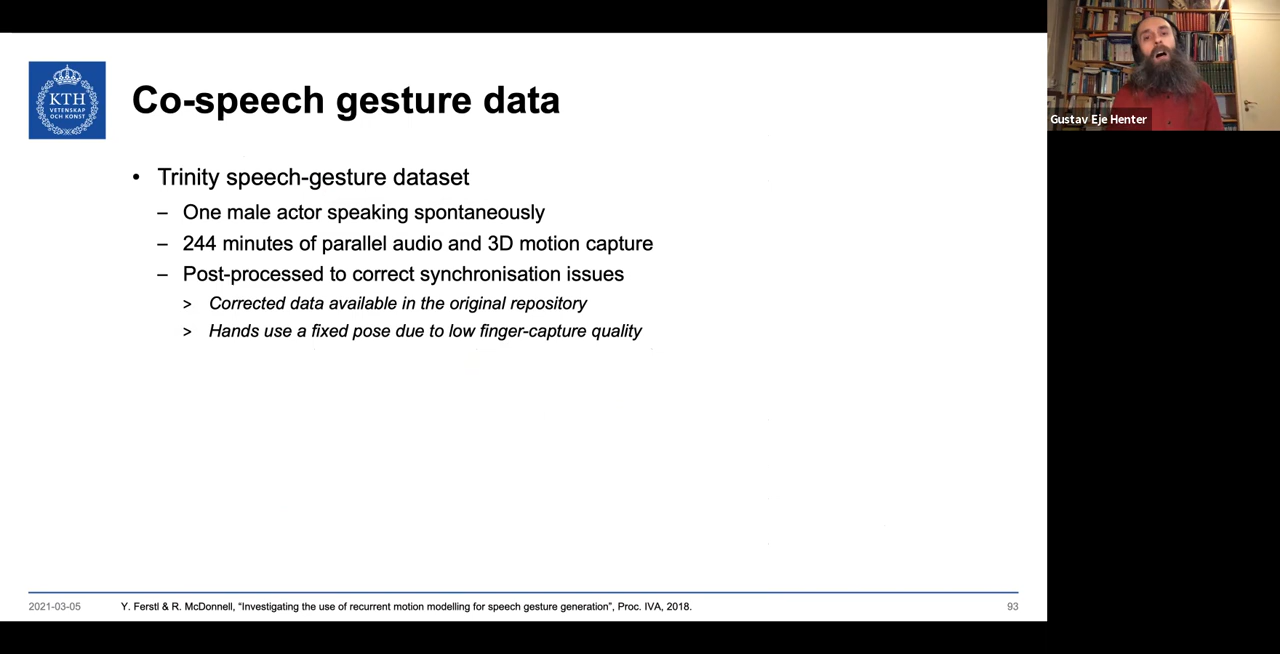 KTH
VETENSKAP
OCH KONST
Co-speech gesture data
• Trinity speech-gesture dataset
– One male actor speaking spontaneously
– 244 minutes of parallel audio and 3D motion capture
– Post-processed to correct synchronisation issues
> Corrected data available in the original repository
> Hands use a fixed pose due to low finger-capture quality
2021-03-05
Y. Ferstl & R. McDonnell, “Investigating the use of recurrent motion modelling for speech gesture generation”, Proc. IVA, 2018.
93
Gustav Eje Henter